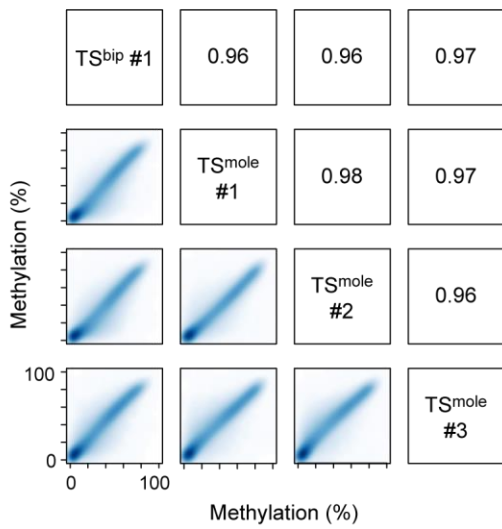 TSbip #1 0.96 0.96 0.97
TSmole
#1
0.98 0.97
TSmole
#2
0.96
TSmole
#3
Methylation (%)
100
0
0 100
Methylation (%)